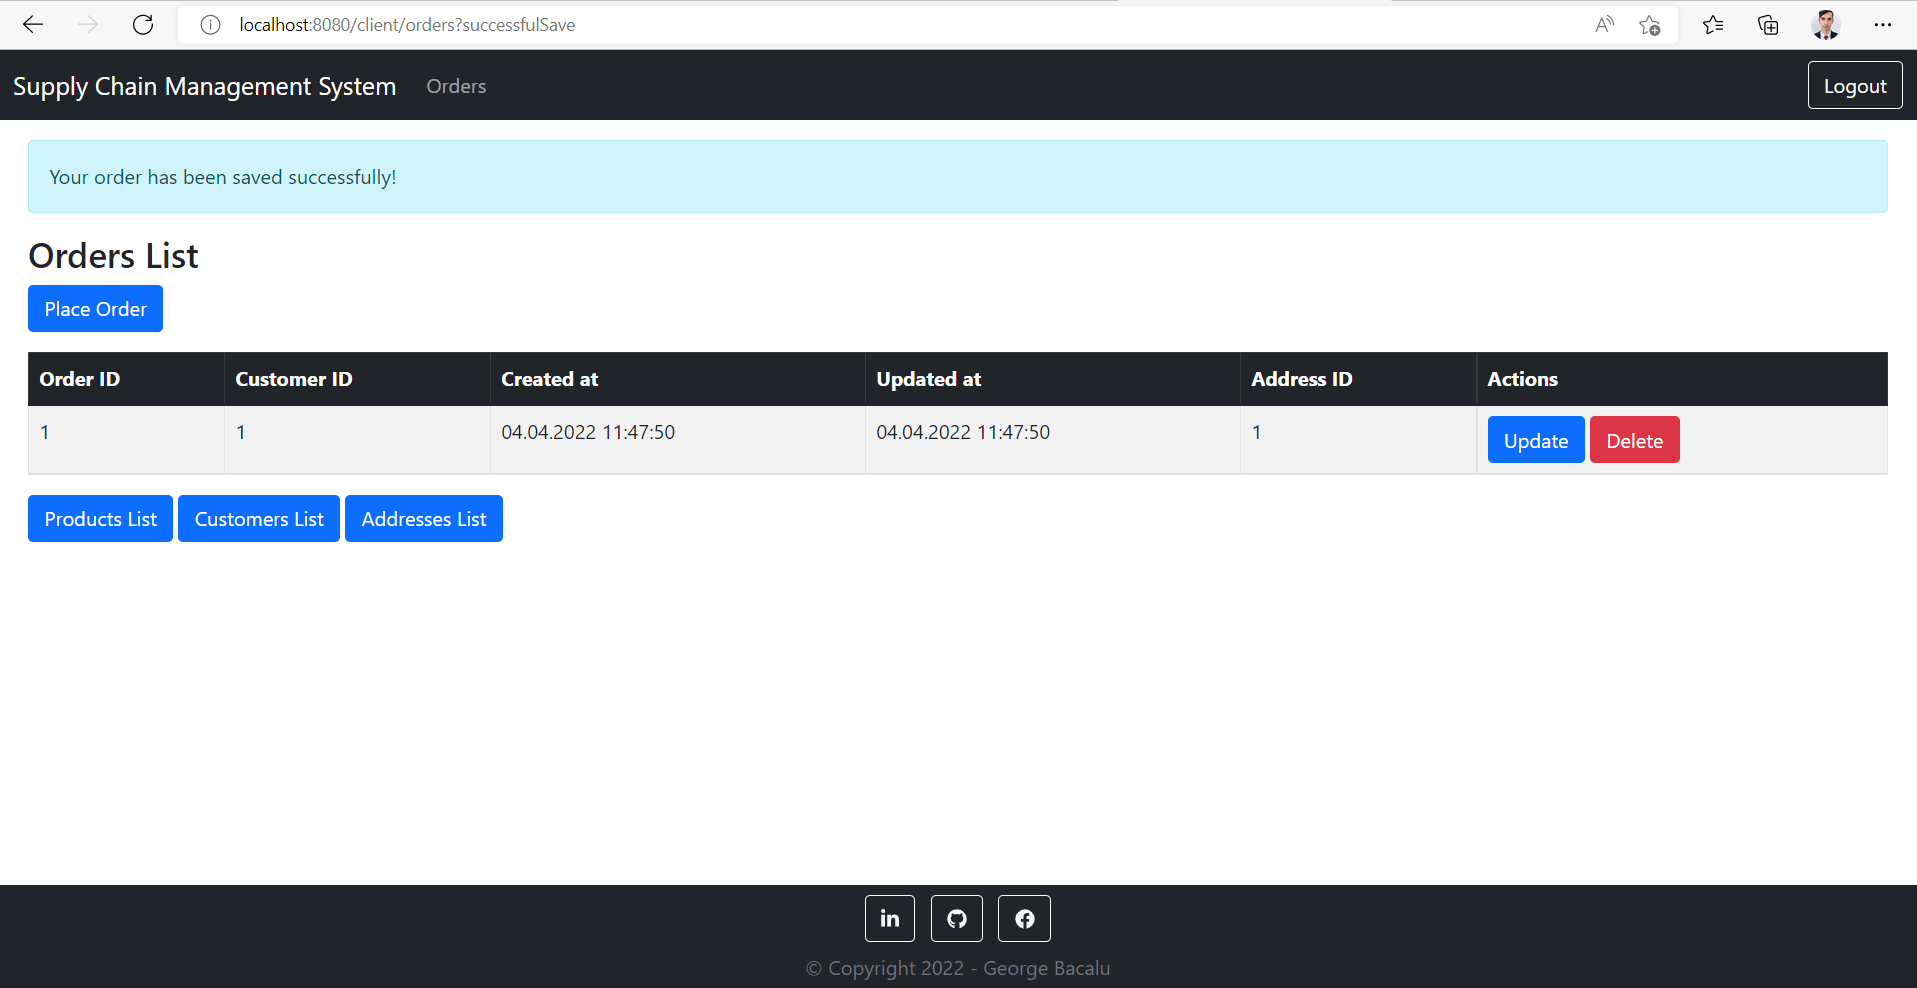 localhost:8080/client/orders?successfulSave
Supply Chain Management System Orders Logout
Your order has been saved successfully!
Orders List
Place Order
Order ID Customer ID Created at Updated at Address ID Actions
1 1 04.04.2022 11:47:50 04.04.2022 11:47:50 1 Update Delete
Products List Customers List Addresses List
in
© Copyright 2022 - George Bacalu